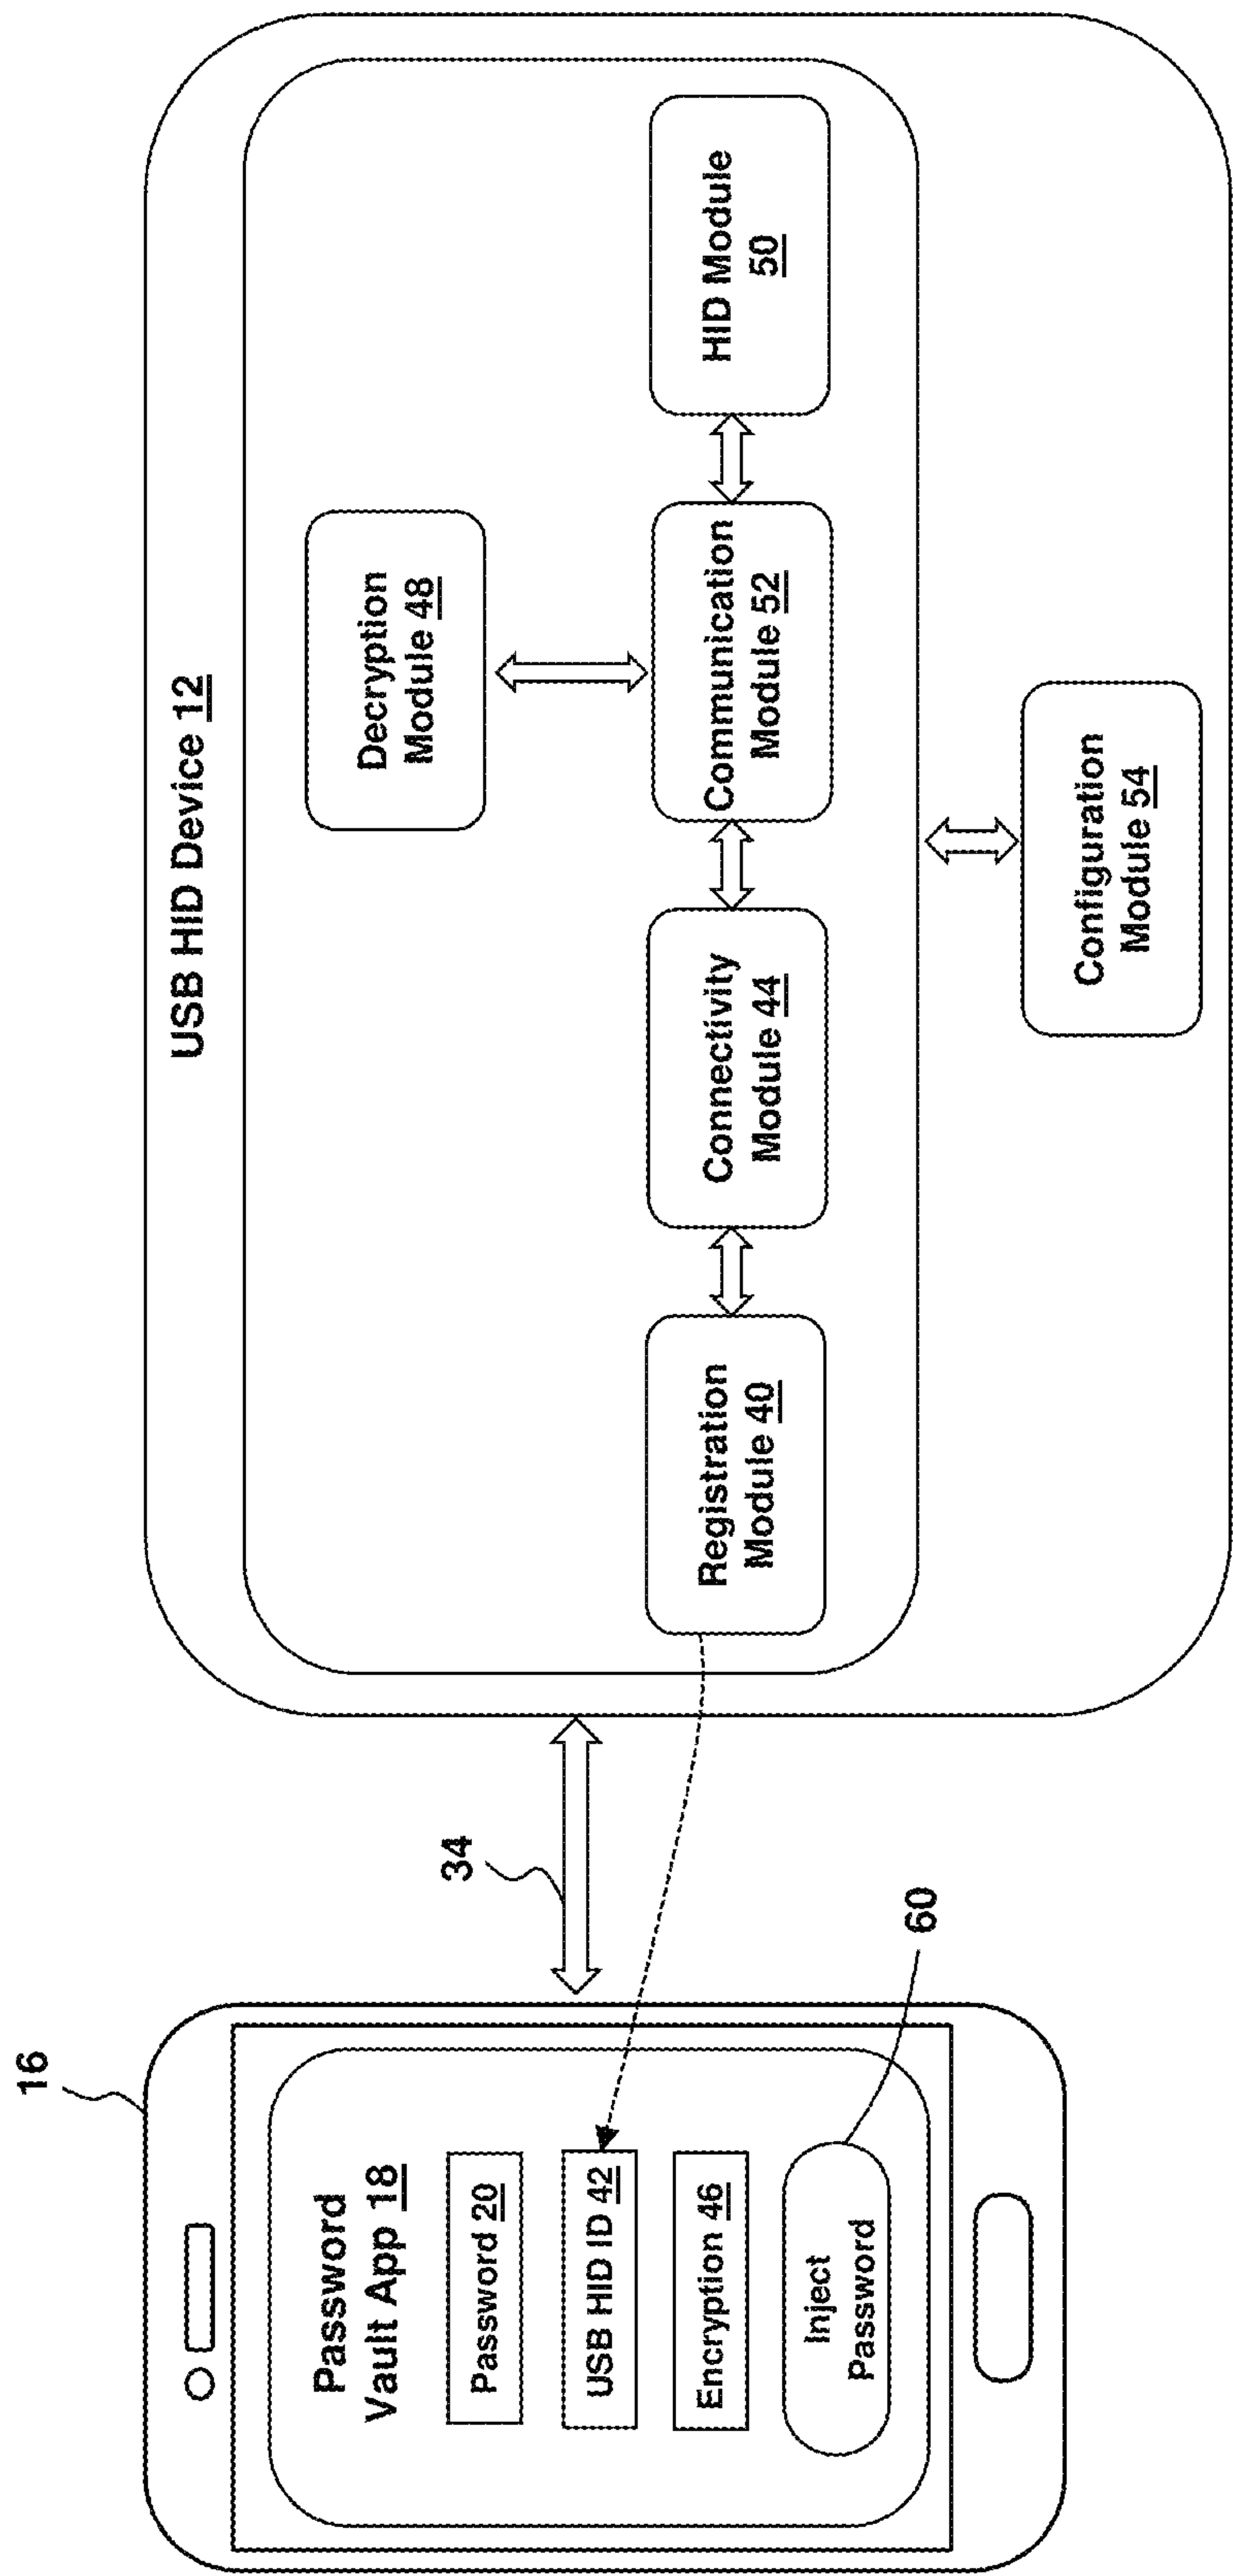 16
Password
Vault App 18
Password 20
USB HID ID 42
Encryption 46
Inject
Password
60
34
USB HID Device 12
Decryption
Module 48
Registration
Module 40
Connectivity
Module 44
Communication
Module 52
HID Module
50
Configuration
Module 54